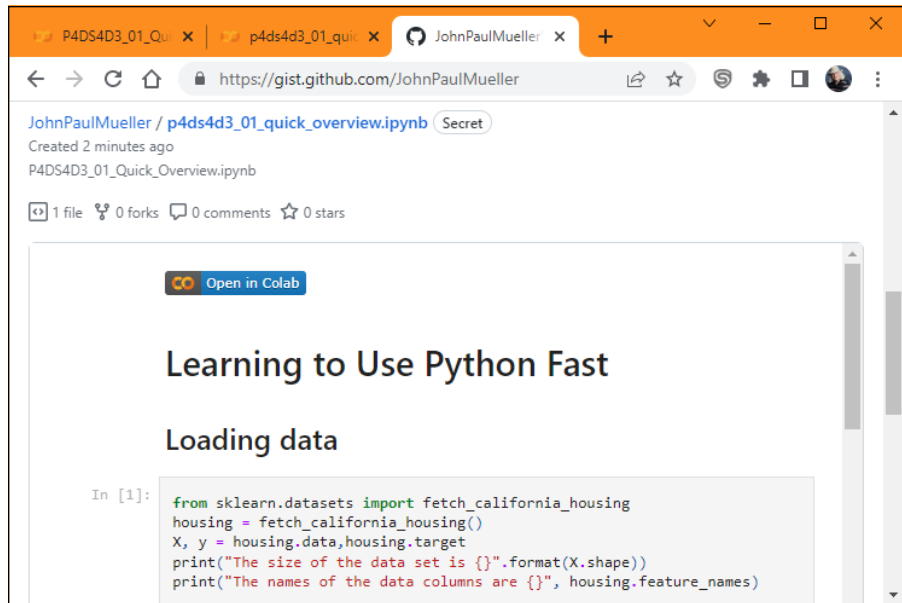 P4DS4D3_01_Qui
p4ds4d3_01_quic
JohnPaulMueller
https://gist.github.com/JohnPaulMueller
JohnPaulMueller / p4ds4d3_01_quick_overview.ipynb Secret
Created 2 minutes ago
P4DS4D3_01_Quick_Overview.ipynb
1 file 0 forks 0 comments 0 stars
CO Open in Colab
Learning to Use Python Fast
Loading data
In [1]:
from sklearn.datasets import fetch_california_housing
housing = fetch_california_housing()
X, y = housing.data,housing.target
print("The size of the data set is {}".format(X.shape))
print("The names of the data columns are {}", housing.feature_names)